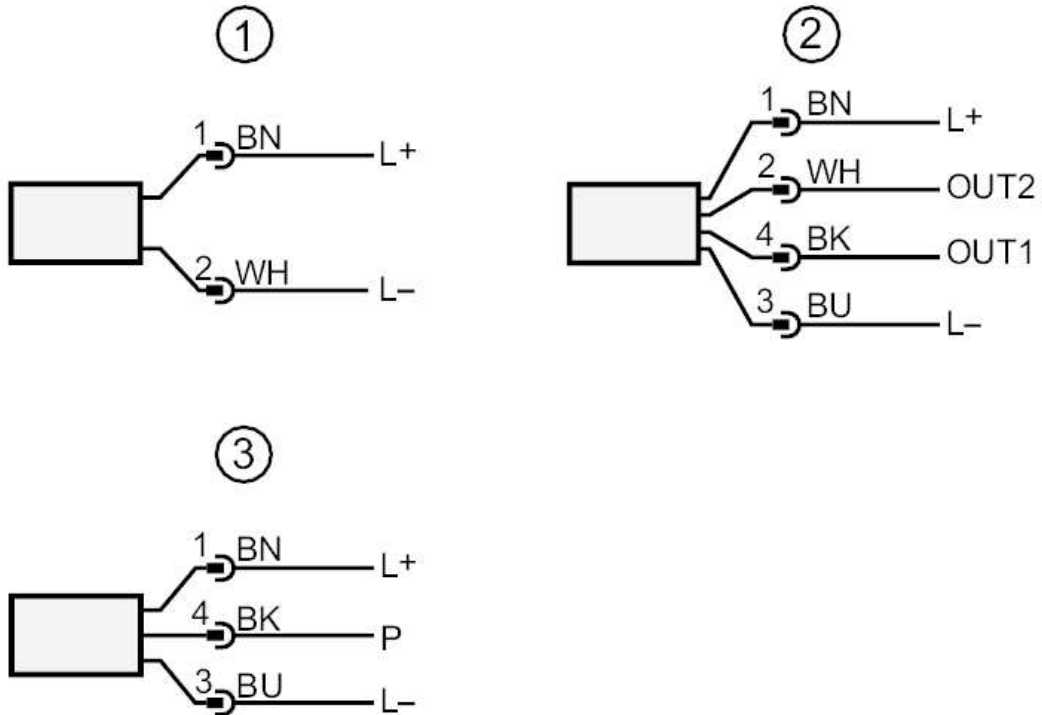 1
1 BN L+
2 WH L–
2
1 BN L+
2 WH OUT2
4 BK OUT1
3 BU L–
3
1 BN L+
4 BK P
3 BU L–